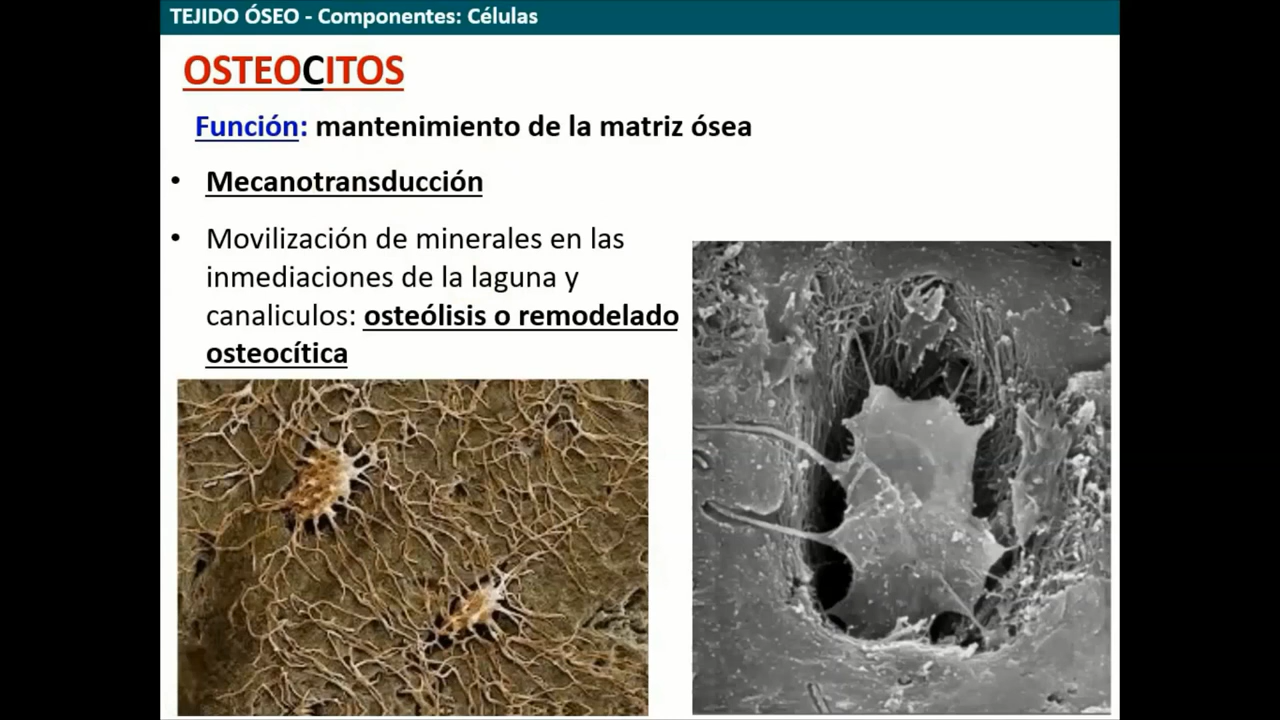 TEJIDO ÓSEO - Componentes: Células
OSTEOCITOS
Función: mantenimiento de la matriz ósea
• Mecanotransducción
• Movilización de minerales en las
inmediaciones de la laguna y
canaliculos: osteólisis o remodelado
osteocítica